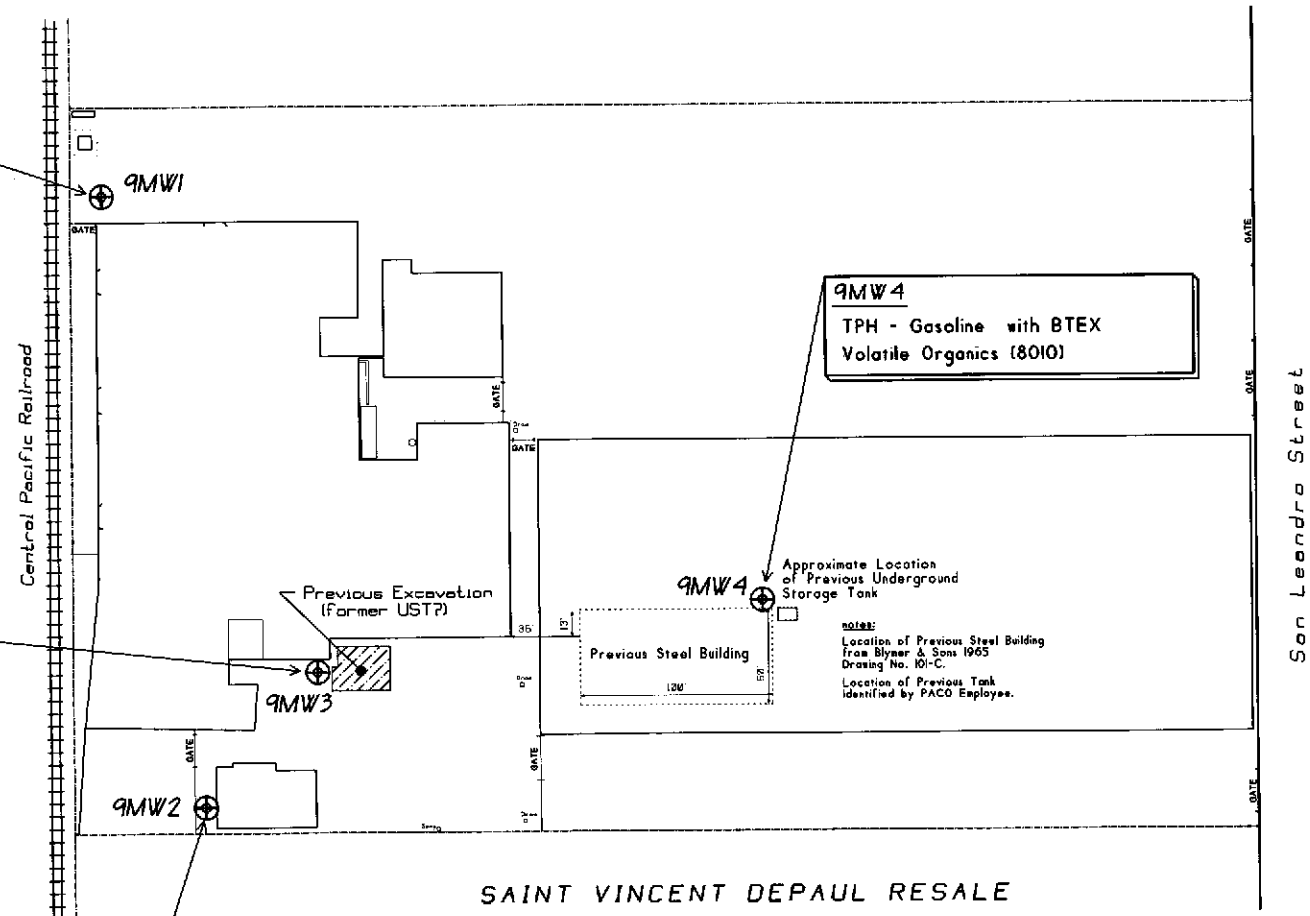 9MW1
GATE
GATE
9MW4
TPH - Gasoline with BTEX
Volatile Organics (8010)
GATE
Central Pacific Railroad
San Leandro Street
GATE
GATE
Previous Excavation
(former UST?)
9MW4
Approximate Location
of Previous Underground
Storage Tank
notes:
Location of Previous Steel Building
from Blymer & Sons 1965
Drawing No. 101-C.
Location of Previous Tank
identified by PACO Employee.
36'
13'
Previous Steel Building
120'
9MW3
GATE
GATE
GATE
9MW2
SAINT VINCENT DEPAUL RESALE